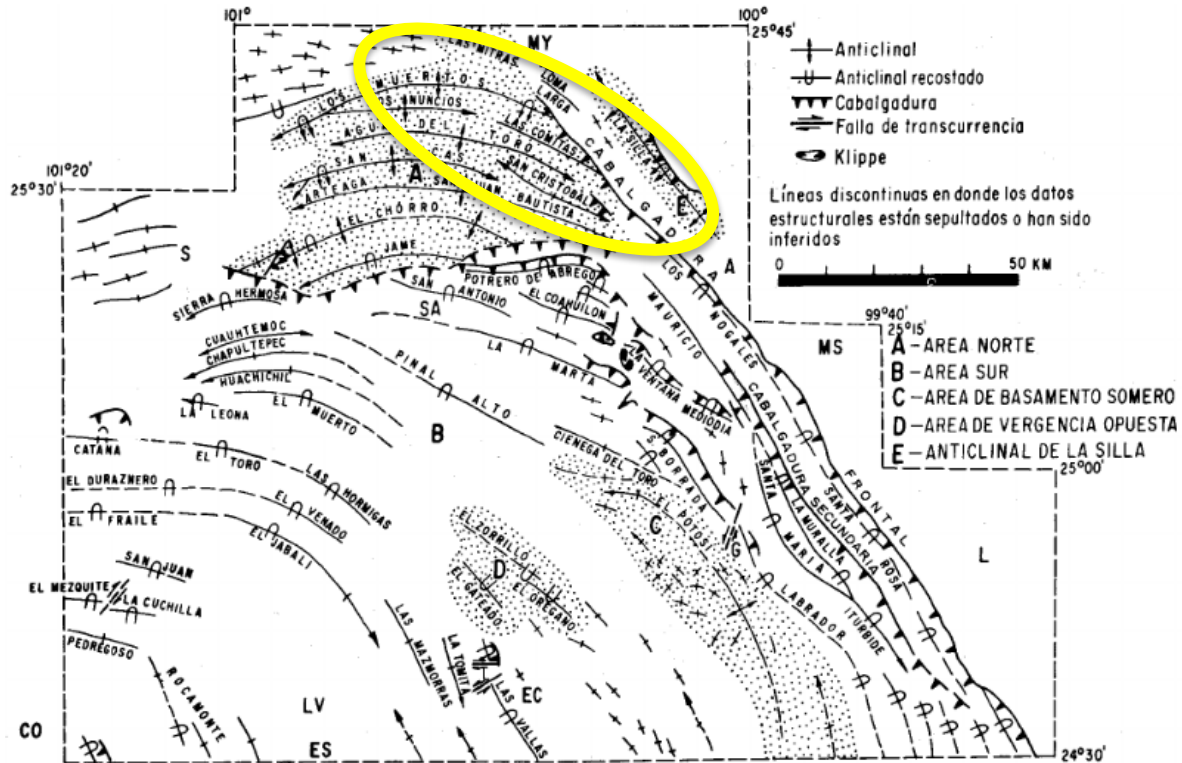 101°
100°
25°45'
MY
LAS MITRAS
LOMA LARGA
LOS MUERTOS
LOS NUNCIOS
AGUA DEL TORO
LAS COMITAS
LA SILLA
SAN LUCAS
SAN CRISTOBAL
ARTEAGA
SAN JUAN BAUTISTA
A
E
EL CHORRO
JAME
CABALGADURA
FRONTAL
101°20'
25°30'
S
Anticlinal
Anticlinal recostado
Cabalgadura
Falla de transcurrencia
Klippe
Líneas discontinuas en donde los datos
estructurales están sepultados o han sido
inferidos
0 50 KM
99°40'
25°15'
A-AREA NORTE
B-AREA SUR
C-AREA DE BASAMENTO SOMERO
D-AREA DE VERGENCIA OPUESTA
E-ANTICLINAL DE LA SILLA
25°00'
A
MS
SIERRA HERMOSA
POTRERO DE ABREGO
SAN ANTONIO
EL COAHUILON
SA
LOS NOGALES
MAURICIO
CUAUHTEMOC
CHAPULTEPEC
HUACHICHIL
LA LEONA
EL MUERTO
PINAL ALTO
LA MARTA
LA VENTANA
MEDIODIA
B
CATANA
EL TORO
LAS HORMIGAS
CIENEGA DEL TORO
S. BORRADA
CABALGADURA SECUNDARIA
SANTA MARIA
LA MURALLA
SANTA ROSA
EL DURAZNERO
EL VENADO
EL FRAILE
EL JABALI
EL POTOSI
C
G
L
SAN JUAN
EL MEZQUITE
LA CUCHILLA
PEDREGOSO
EL ZORRILLO
D
EL GATEADO
EL OREGANO
LABRADOR
ITURBIDE
ROCAMONTE
LAS MAZMORRAS
LA TOMITA
LAS VALLAS
EC
LV
CO
ES
24°30'